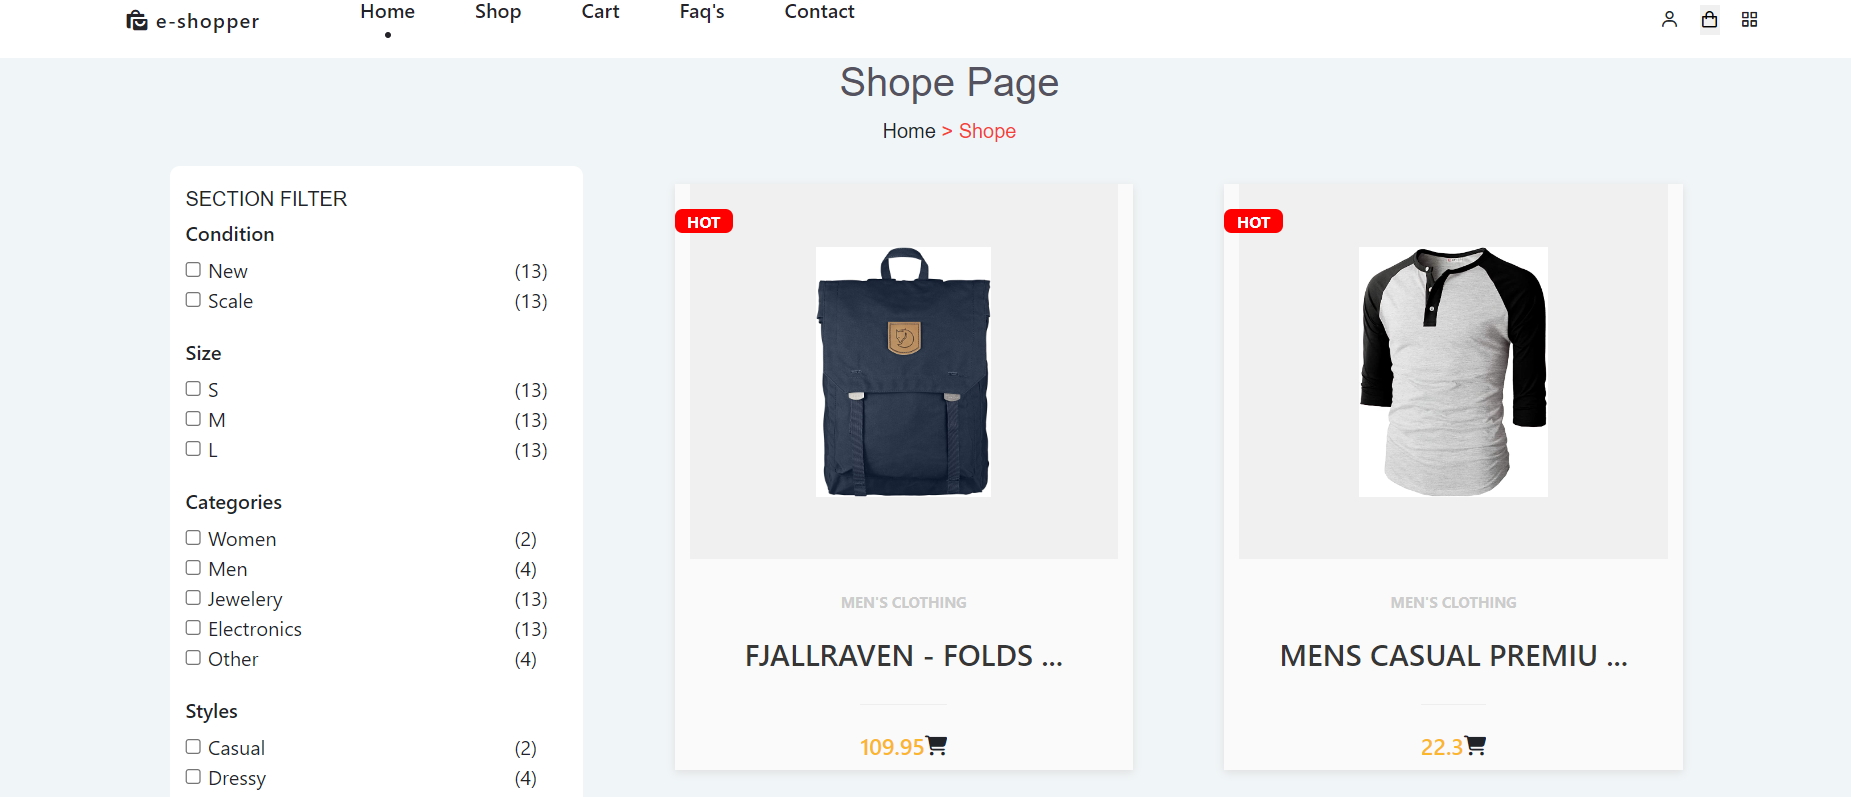 e-shopper
Home Shop Cart Faq's Contact
Shope Page
Home > Shope
SECTION FILTER
Condition
New (13)
Scale (13)
Size
S (13)
M (13)
L (13)
Categories
Women (2)
Men (4)
Jewelery (13)
Electronics (13)
Other (4)
Styles
Casual (2)
Dressy (4)
HOT
MEN'S CLOTHING
FJALLRAVEN - FOLDS ...
109.95
HOT
MEN'S CLOTHING
MENS CASUAL PREMIU ...
22.3